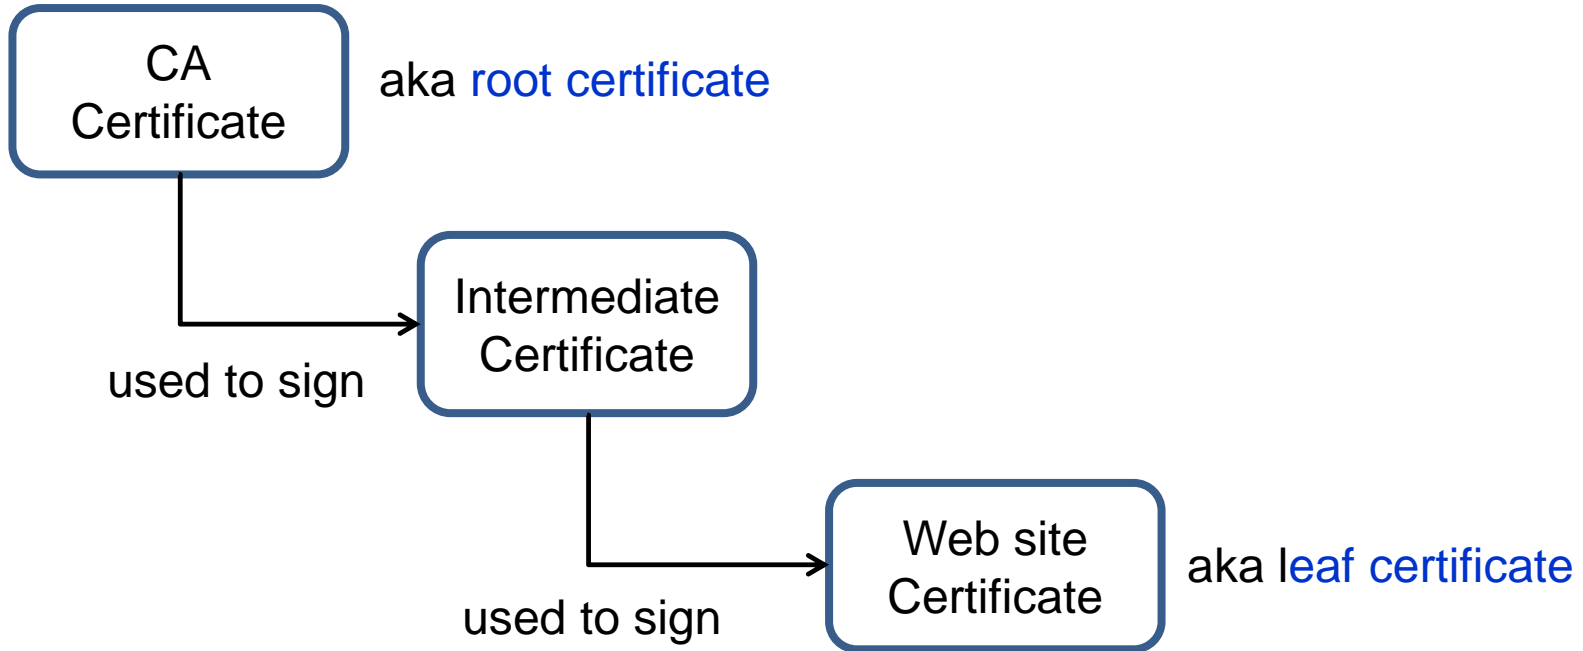 CA
Certificate
aka root certificate
Intermediate
Certificate
used to sign
Web site
Certificate
aka leaf certificate
used to sign